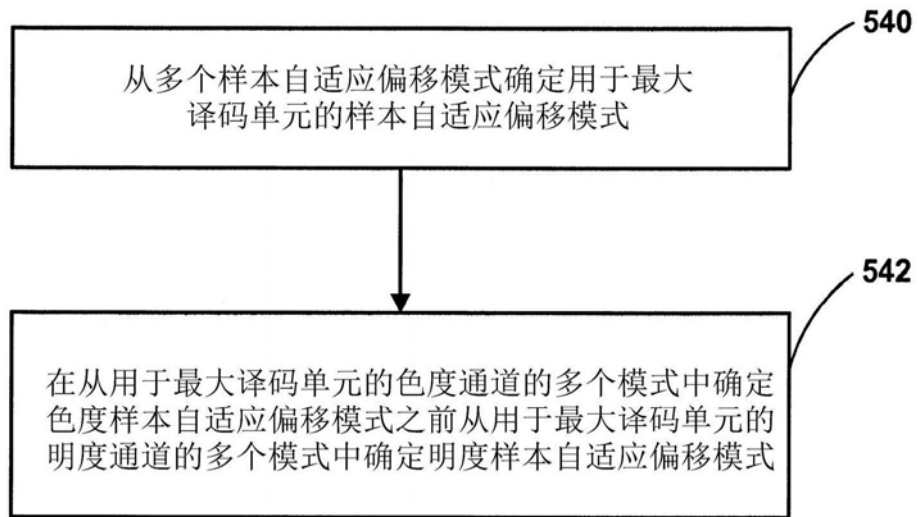 540
从多个样本自适应偏移模式确定用于最大
译码单元的样本自适应偏移模式
542
在从用于最大译码单元的色度通道的多个模式中确定
色度样本自适应偏移模式之前从用于最大译码单元的
明度通道的多个模式中确定明度样本自适应偏移模式